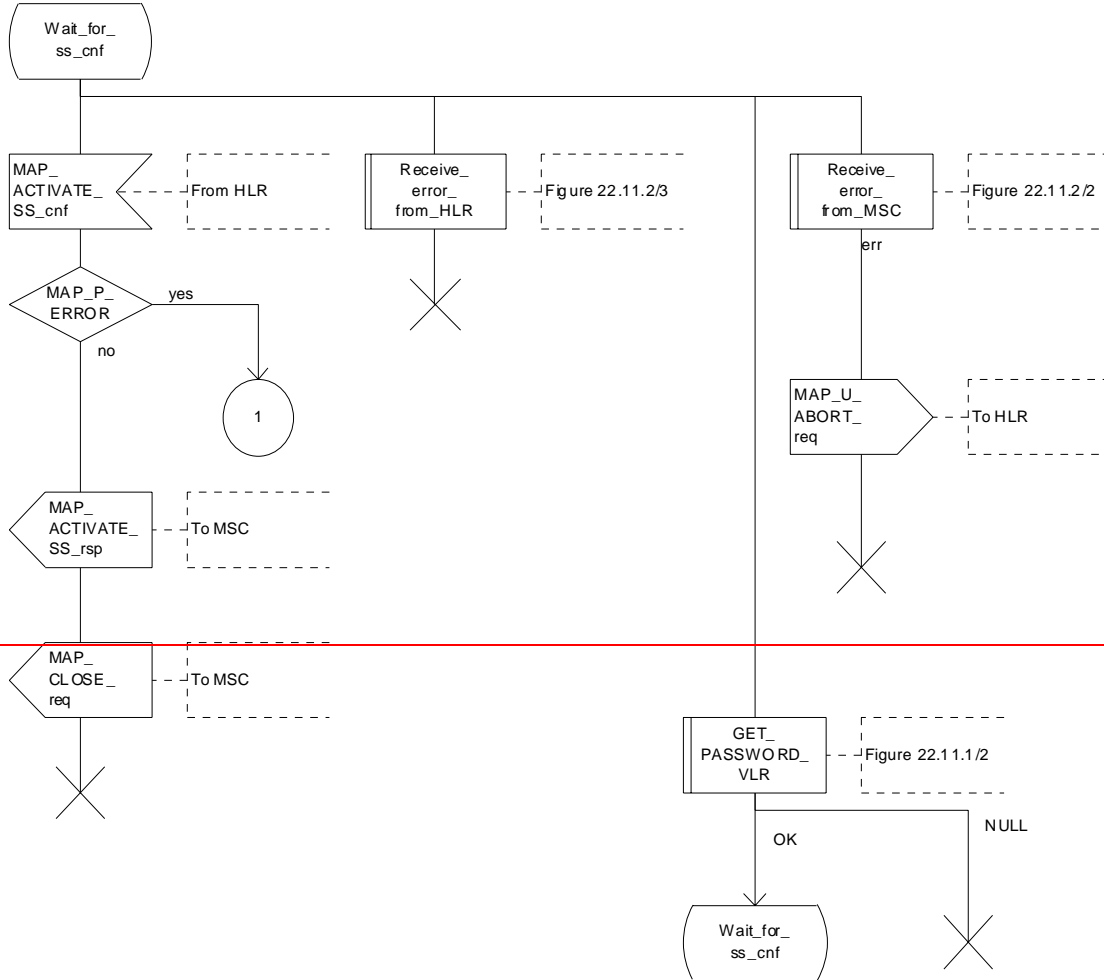 Wait_for_
ss_cnf
MAP_
ACTIVATE_
SS_cnf
From HLR
Receive_
error_
from_HLR
Figure 22.11.2/3
Receive_
error_
from_MSC
Figure 22.11.2/2
err
MAP_P_
ERROR
yes
no
1
MAP_U_
ABORT_
req
To HLR
MAP_
ACTIVATE_
SS_rsp
To MSC
MAP_
CLOSE_
req
To MSC
GET_
PASSWORD_
VLR
Figure 22.11.1/2
OK
NULL
Wait_for_
ss_cnf